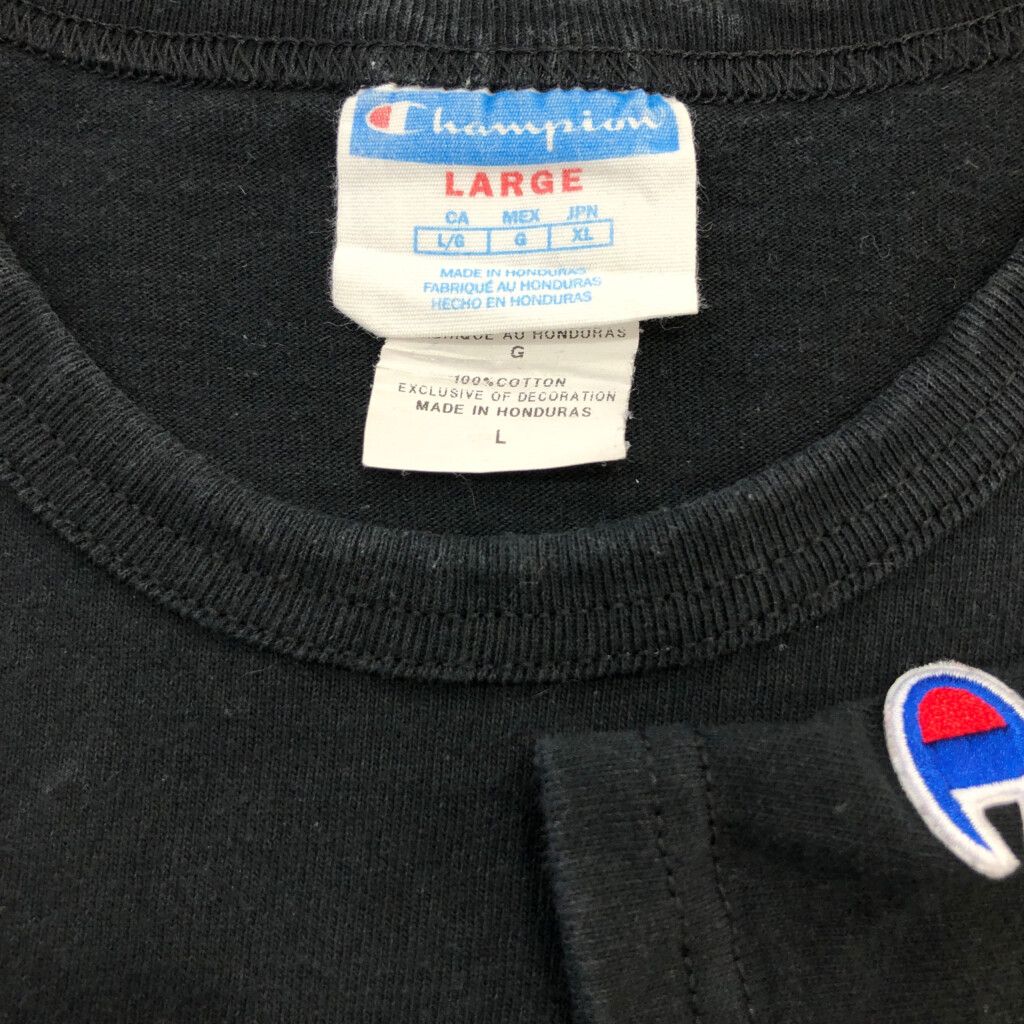 Champion
LARGE
CA MEX JPN
L/G G XL
MADE IN HONDURAS
FABRIQUÉ AU HONDURAS
HECHO EN HONDURAS
AU HONDURAS
G
100% COTTON
EXCLUSIVE OF DECORATION
MADE IN HONDURAS
L